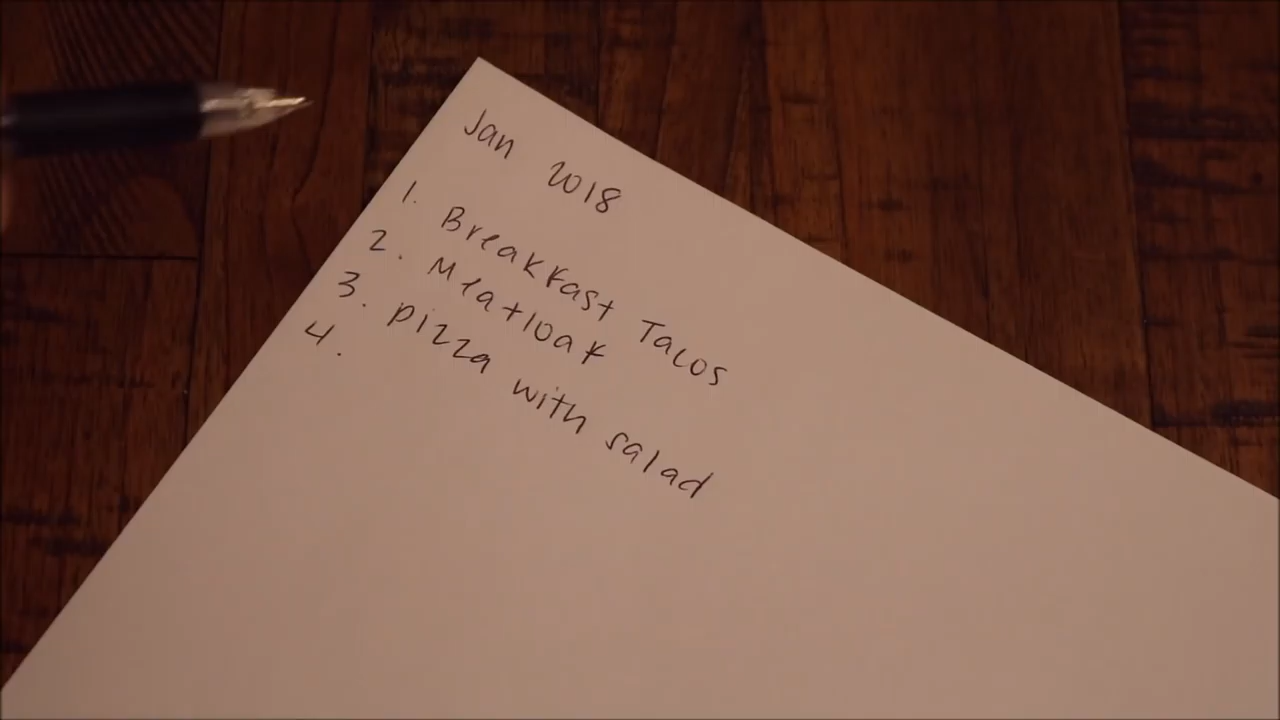 Jan 2018
1. Breakfast Tacos
2. Meatloaf
3. pizza with salad
4.